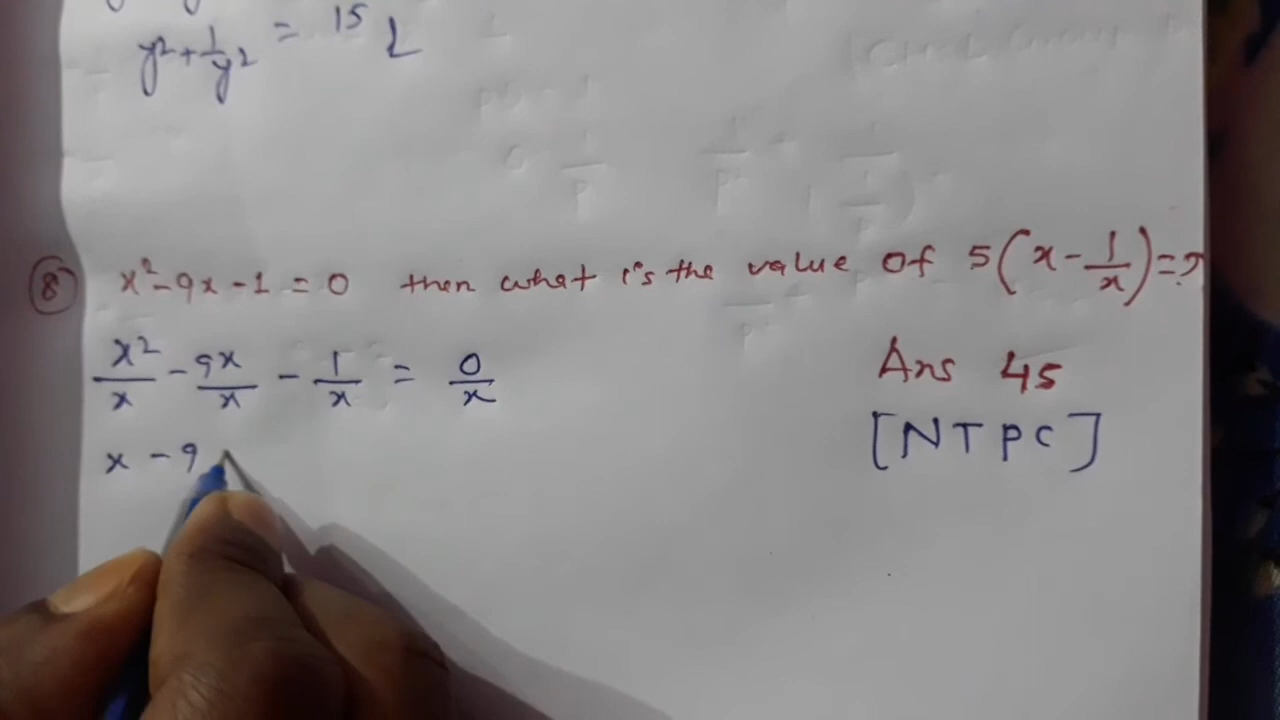 y² + 1/y² = 15
⑧ x² - 9x - 1 = 0 then what is the value of 5(x - 1/x) = ?
x²/x - 9x/x - 1/x = 0/x
Ans 45
x - 9
[NTPC]